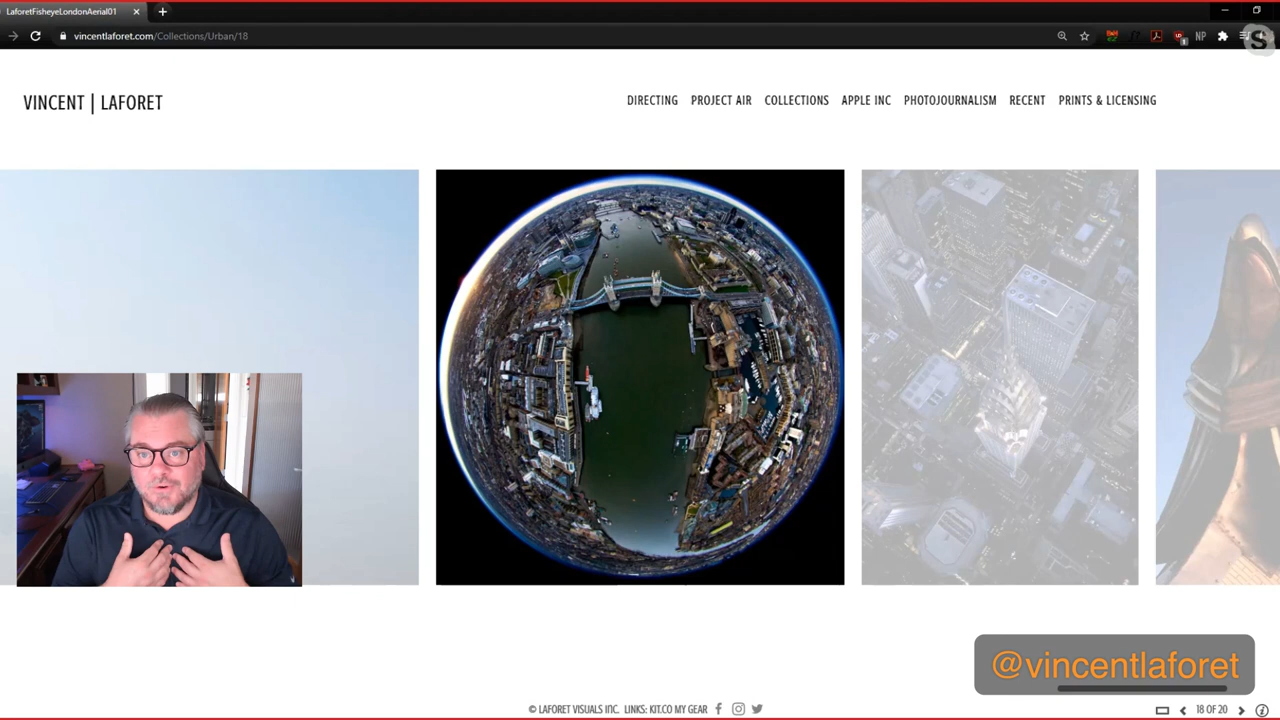 LaforetFisheyeLondonAerial01
vincentlaforet.com/Collections/Urban/18
NP
VINCENT | LAFORET
DIRECTING PROJECT AIR COLLECTIONS APPLE INC PHOTOJOURNALISM RECENT PRINTS & LICENSING
@vincentlaforet
© LAFORET VISUALS INC. LINKS: KIT.CO MY GEAR
18 OF 20